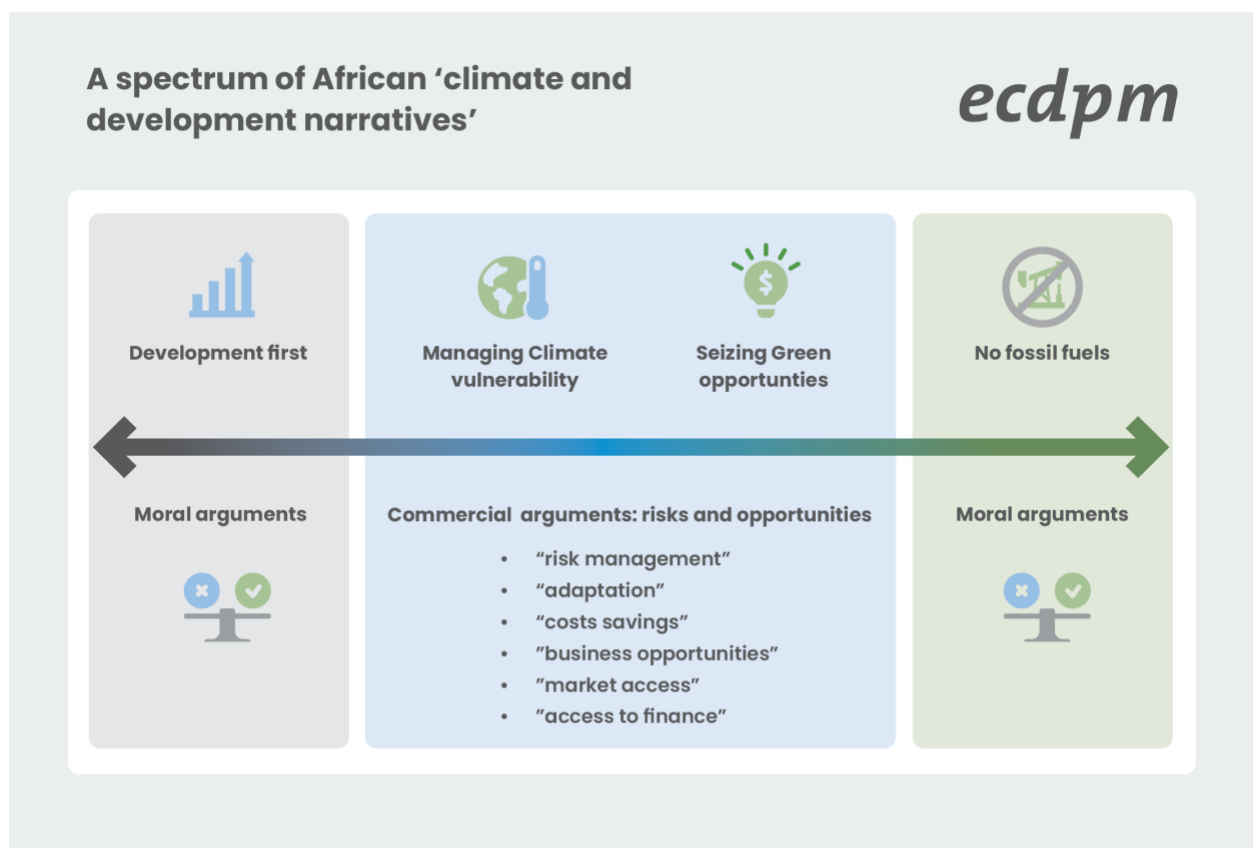 A spectrum of African ‘climate and
development narratives’
ecdpm
Development first
Managing Climate
vulnerability
Seizing Green
opportunties
No fossil fuels
Moral arguments
Commercial arguments: risks and opportunities
• “risk management”
• “adaptation”
• “costs savings”
• ”business opportunities”
• ”market access”
• ”access to finance”
Moral arguments